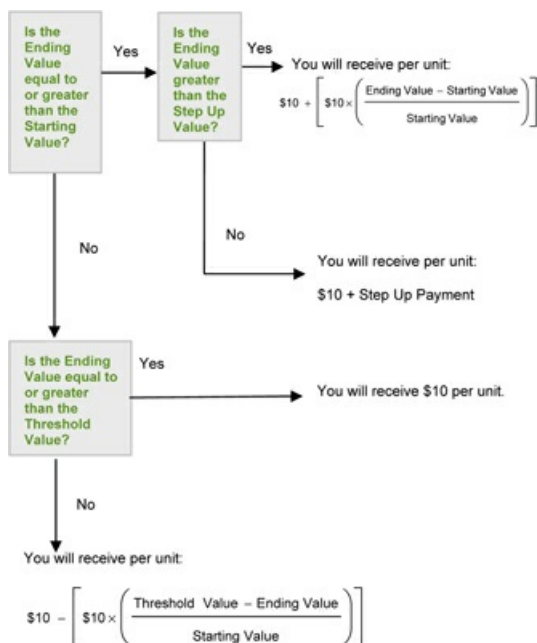 Is the
Ending
Value
equal to
or greater
than the
Starting
Value?
Yes
Is the
Ending
Value
greater
than the
Step Up
Value?
Yes
You will receive per unit:
$10 + [ $10 × ( Ending Value – Starting Value
Starting Value ) ]
No
No
You will receive per unit:
$10 + Step Up Payment
Is the Ending
Value equal to
or greater
than the
Threshold
Value?
Yes
You will receive $10 per unit.
No
You will receive per unit:
$10 – [ $10 × ( Threshold Value – Ending Value
Starting Value ) ]